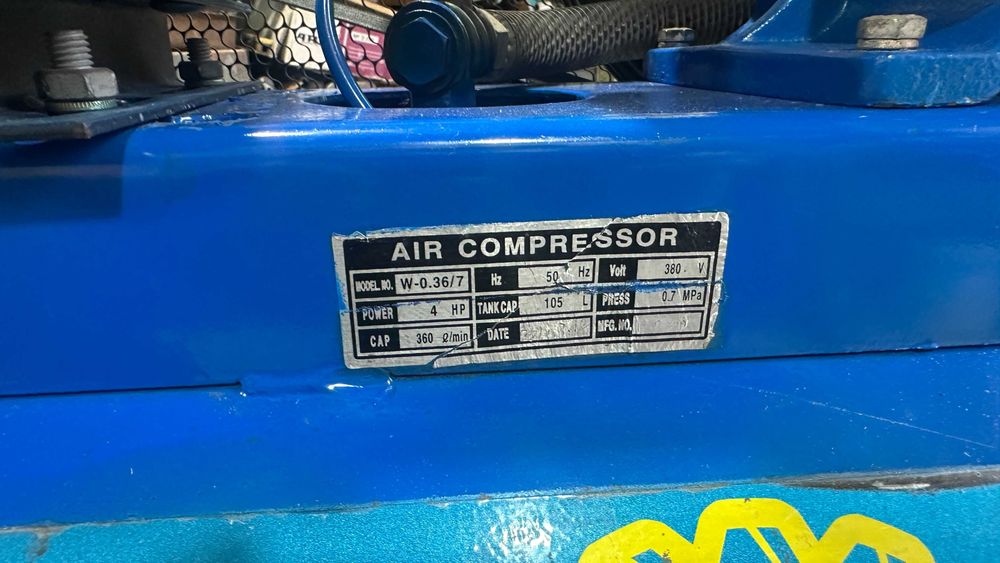 AIR COMPRESSOR
MODEL NO. W-0.36/7 Hz 50 Hz Volt 380 V
POWER 4 HP TANK CAP 105 L PRESS 0.7 MPa
CAP 360 ℓ/min DATE MFG.NO.